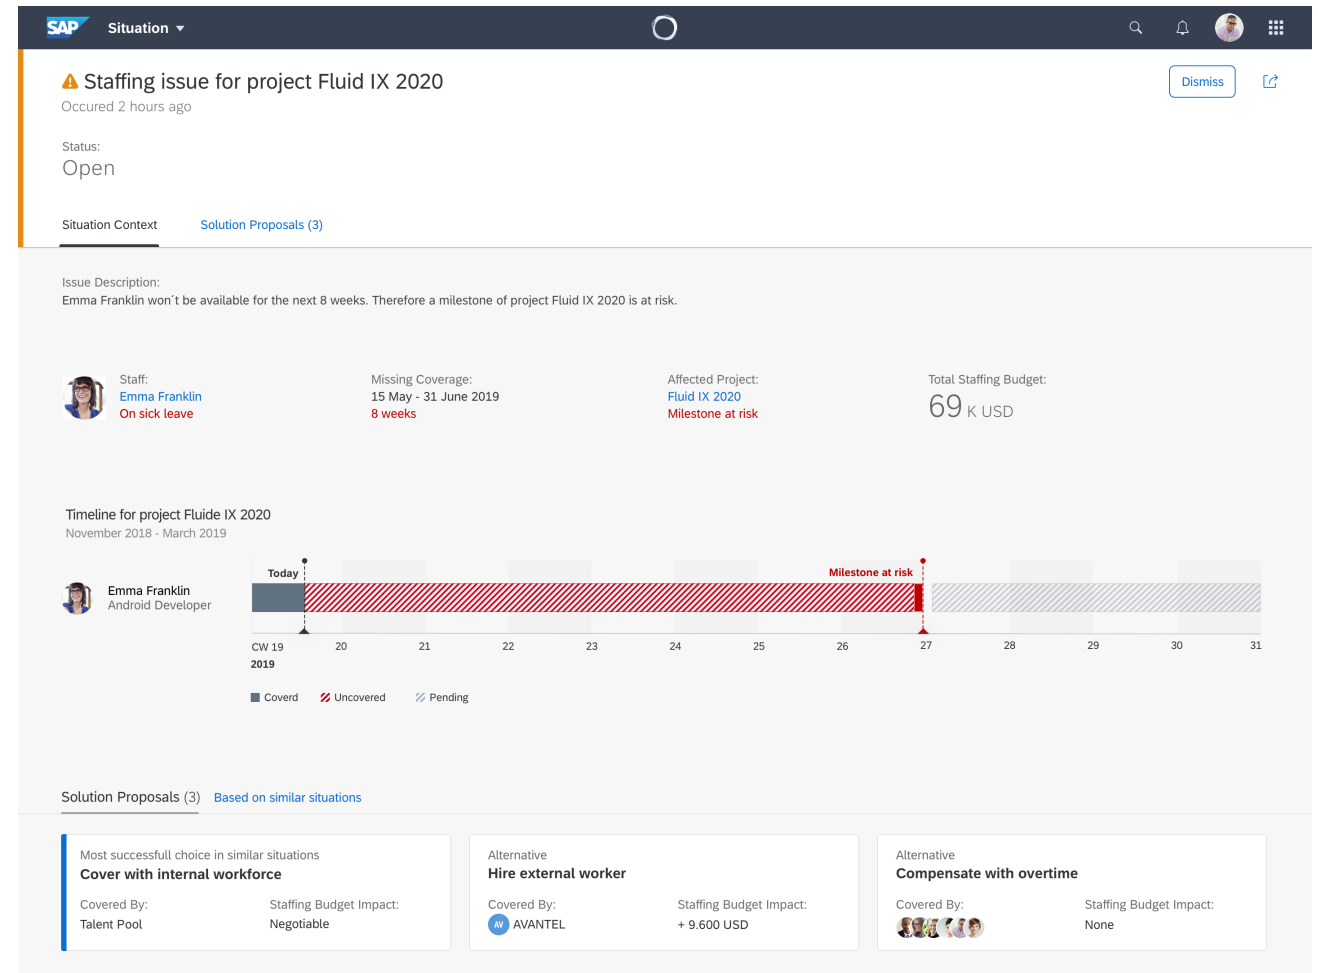 SAP Situation
Staffing issue for project Fluid IX 2020
Dismiss
Occured 2 hours ago
Status:
Open
Situation Context
Solution Proposals (3)
Issue Description:
Emma Franklin won´t be available for the next 8 weeks. Therefore a milestone of project Fluid IX 2020 is at risk.
Staff:
Emma Franklin
On sick leave
Missing Coverage:
15 May - 31 June 2019
8 weeks
Affected Project:
Fluid IX 2020
Milestone at risk
Total Staffing Budget:
69 K USD
Timeline for project Fluide IX 2020
November 2018 - March 2019
Today
Milestone at risk
Emma Franklin
Android Developer
CW 19 20 21 22 23 24 25 26 27 28 29 30 31
2019
Coverd Uncovered Pending
Solution Proposals (3) Based on similar situations
Most successfull choice in similar situations
Cover with internal workforce
Covered By:
Talent Pool
Staffing Budget Impact:
Negotiable
Alternative
Hire external worker
Covered By:
AV AVANTEL
Staffing Budget Impact:
+ 9.600 USD
Alternative
Compensate with overtime
Covered By:
Staffing Budget Impact:
None